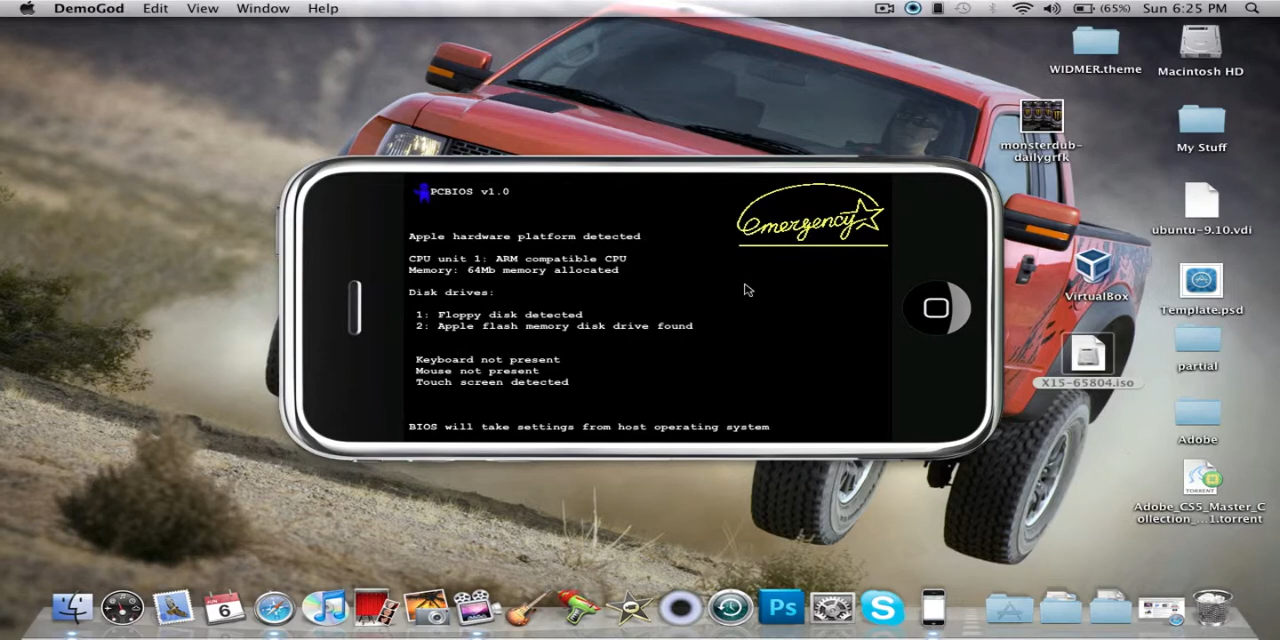 DemoGod Edit View Window Help
(65%) Sun 6:25 PM
WIDMER.theme
Macintosh HD
monsterdub-
dailygrfk
My Stuff
ubuntu-9.10.vdi
VirtualBox
Template.psd
X15-65804.iso
partial
Adobe
TORRENT
Adobe_CS5_Master_C
ollection_...1.torrent
PCBIOS v1.0
emergency
Apple hardware platform detected
CPU unit 1: ARM compatible CPU
Memory: 64Mb memory allocated
Disk drives:
1: Floppy disk detected
2: Apple flash memory disk drive found
Keyboard not present
Mouse not present
Touch screen detected
BIOS will take settings from host operating system
6
Ps
S